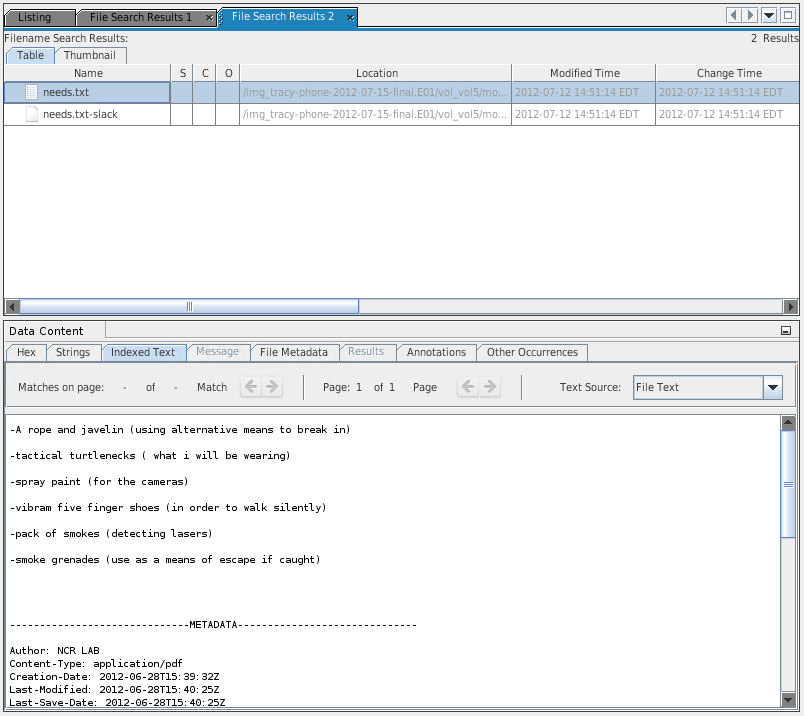 Listing File Search Results 1 × File Search Results 2 ×
Filename Search Results:
2 Results
Table Thumbnail
Name S C O Location Modified Time Change Time
needs.txt /img_tracy-phone-2012-07-15-final.E01/vol_vol5/mo... 2012-07-12 14:51:14 EDT 2012-07-12 14:51:14 EDT
needs.txt-slack /img_tracy-phone-2012-07-15-final.E01/vol_vol5/mo... 2012-07-12 14:51:14 EDT 2012-07-12 14:51:14 EDT
Data Content
Hex Strings Indexed Text Message File Metadata Results Annotations Other Occurrences
Matches on page: - of - Match Page: 1 of 1 Page Text Source: File Text
-A rope and javelin (using alternative means to break in)
-tactical turtlenecks ( what i will be wearing)
-spray paint (for the cameras)
-vibram five finger shoes (in order to walk silently)
-pack of smokes (detecting lasers)
-smoke grenades (use as a means of escape if caught)
------------------------------METADATA------------------------------
Author: NCR LAB
Content-Type: application/pdf
Creation-Date: 2012-06-28T15:39:32Z
Last-Modified: 2012-06-28T15:40:25Z
Last-Save-Date: 2012-06-28T15:40:25Z